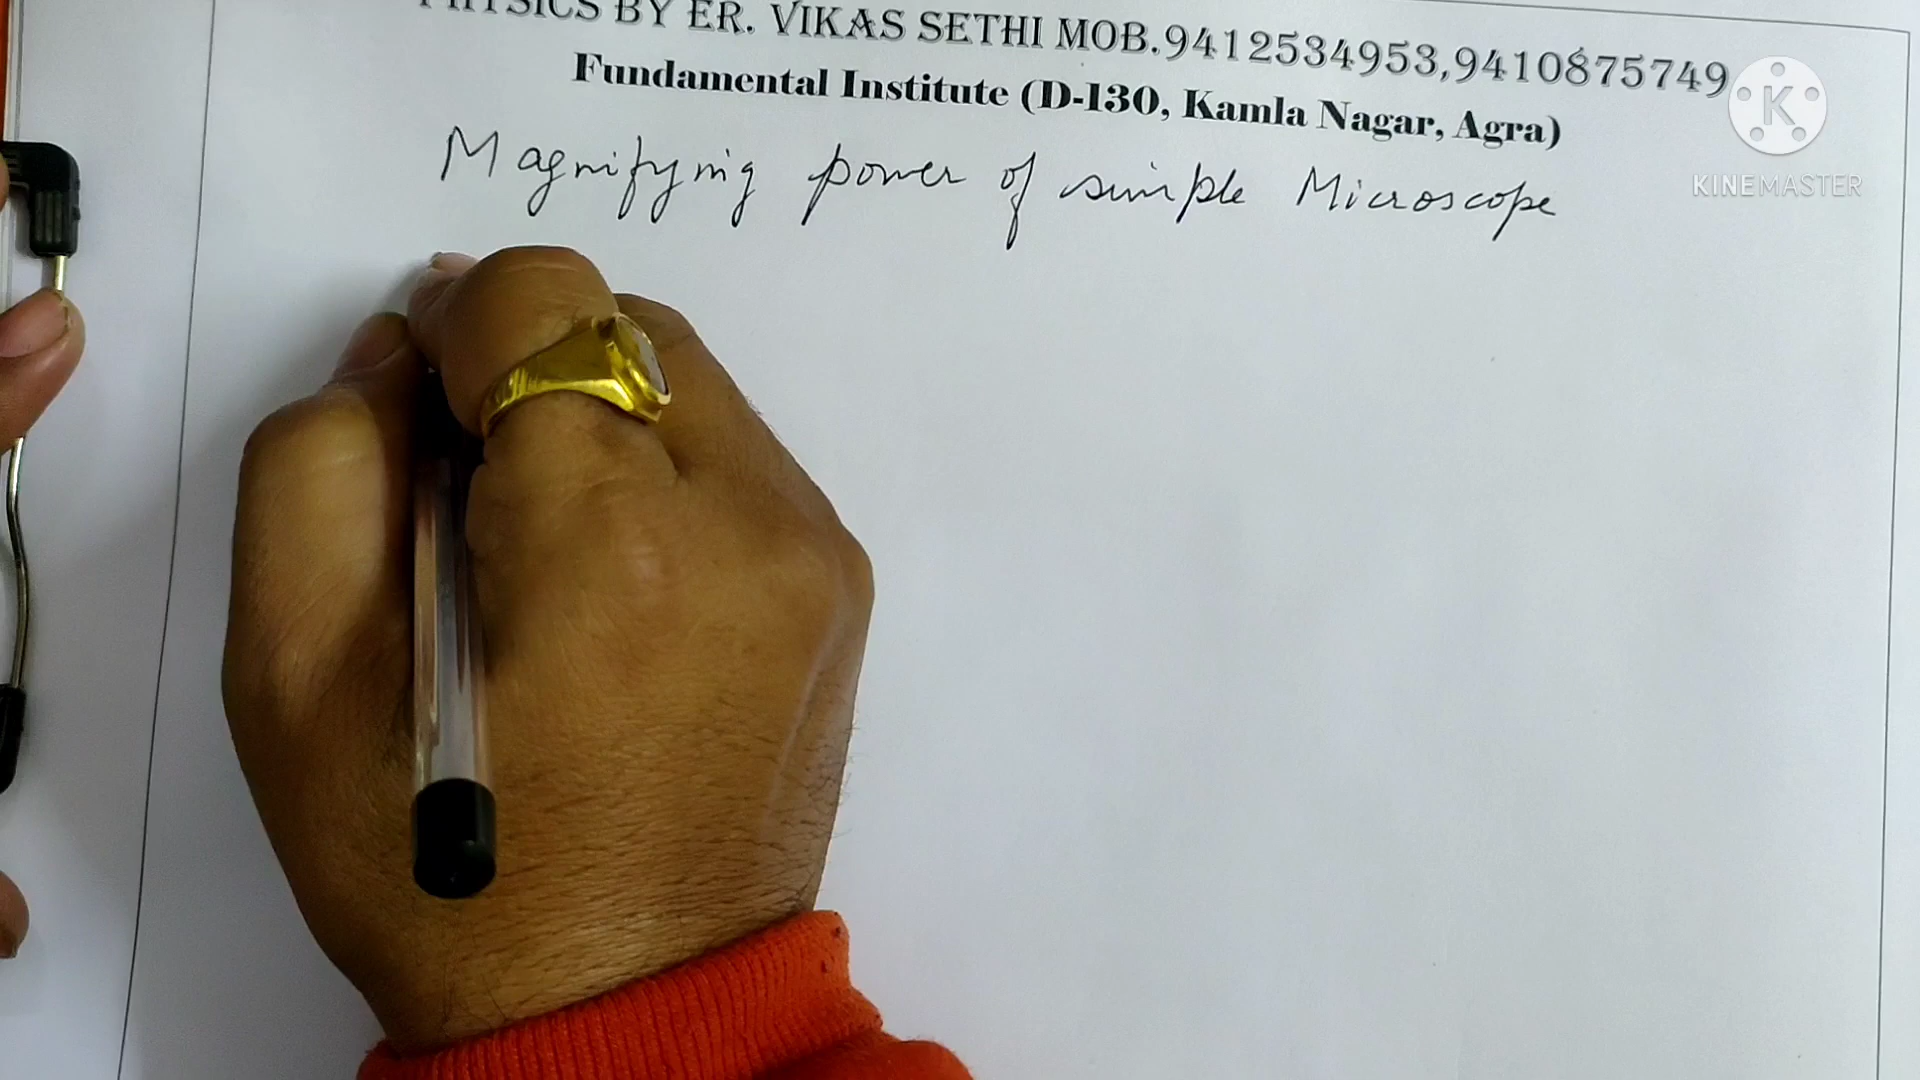 PHYSICS BY ER. VIKAS SETHI MOB.9412534953,9410875749
Fundamental Institute (D-130, Kamla Nagar, Agra)
K
KINEMASTER
Magnifying power of simple Microscope